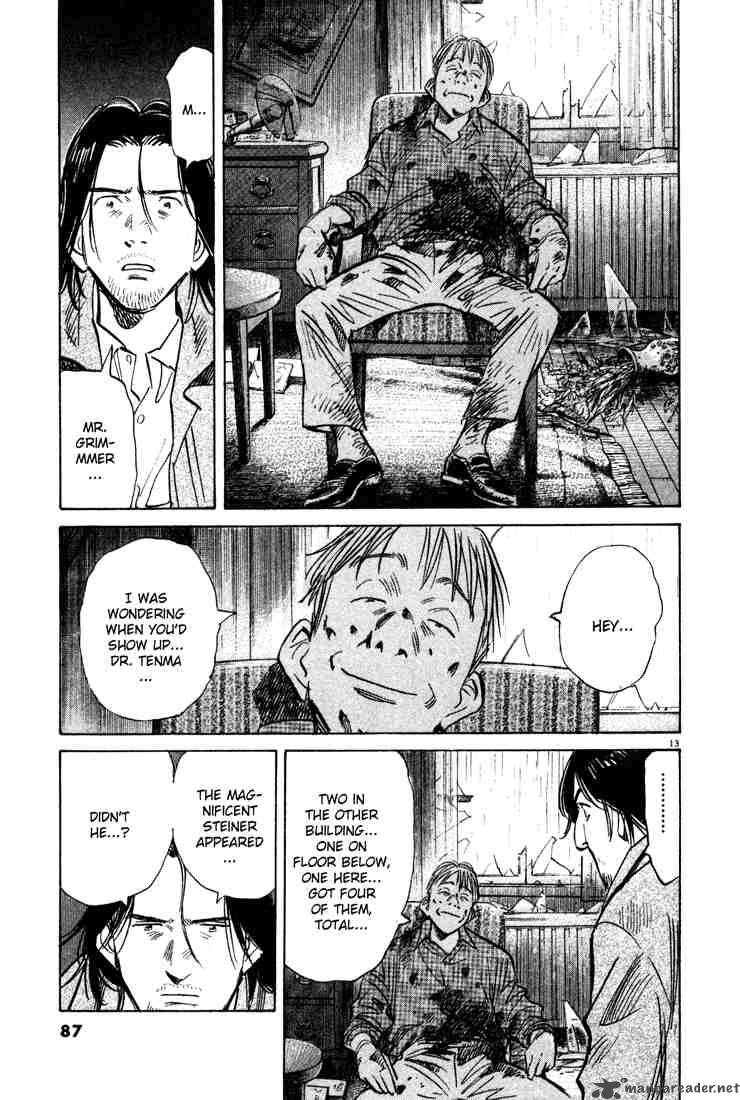 M...
MR.
GRIM-
MMER
...
HEY...
I WAS
WONDERING
WHEN YOU'D
SHOW UP...
DR. TENMA
...
13
.........
TWO IN
THE OTHER
BUILDING...
ONE ON
FLOOR BELOW,
ONE HERE...
GOT FOUR
OF THEM,
TOTAL...
THE MAG-
NIFICENT
STEINER
APPEARED
...
DIDN'T
HE...?
87
mangareader.net